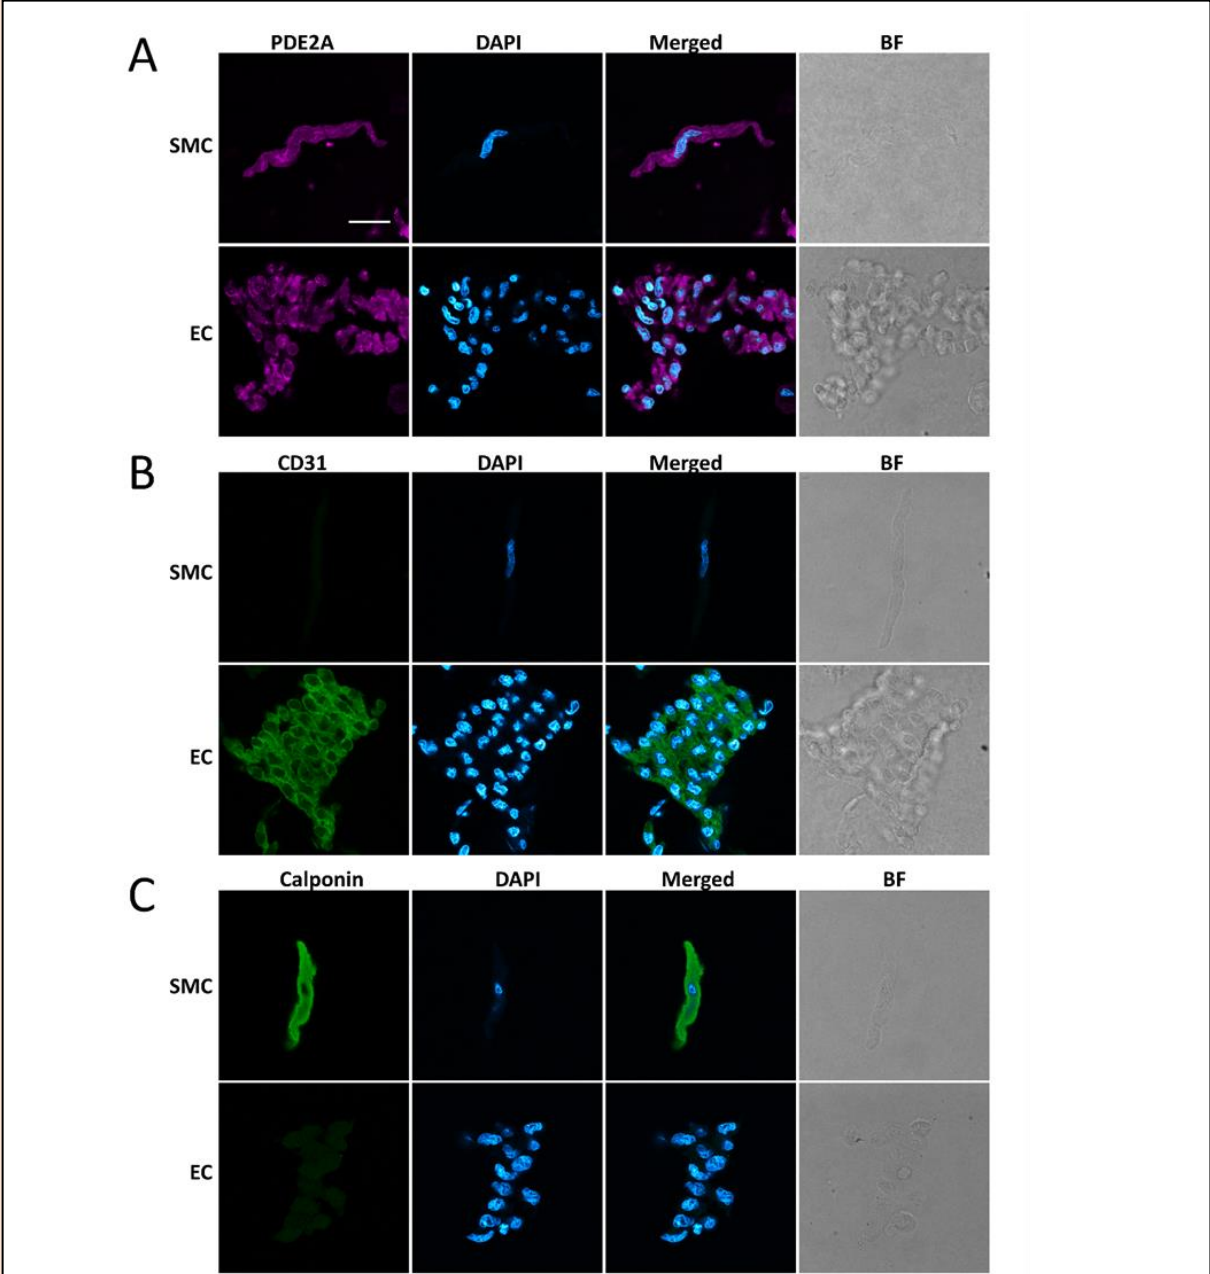 A
PDE2A DAPI Merged BF
SMC
EC
B
CD31 DAPI Merged BF
SMC
EC
C
Calponin DAPI Merged BF
SMC
EC